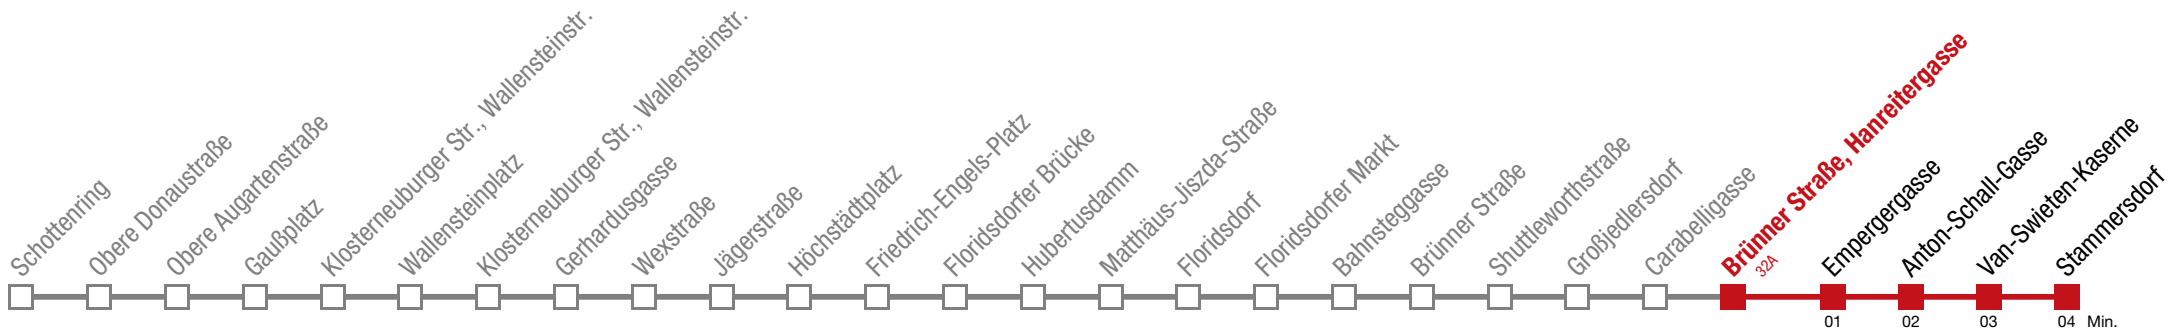 Schottenring
Obere Donaustraße
Obere Augartenstraße
Gaußplatz
Klosterneuburger Str., Wallensteinstr.
Wallensteinplatz
Klosterneuburger Str., Wallensteinstr.
Gerhardusgasse
Wexstraße
Jägerstraße
Höchstädtplatz
Friedrich-Engels-Platz
Floridsdorfer Brücke
Hubertusdamm
Matthäus-Jiszda-Straße
Floridsdorf
Floridsdorfer Markt
Bahnsteggasse
Brünner Straße
Shuttleworthstraße
Großjedlersdorf
Carabelligasse
Brünner Straße, Hanreitergasse
32A
Empergergasse
Anton-Schall-Gasse
Van-Swieten-Kaserne
Stammersdorf
01 02 03 04 Min.